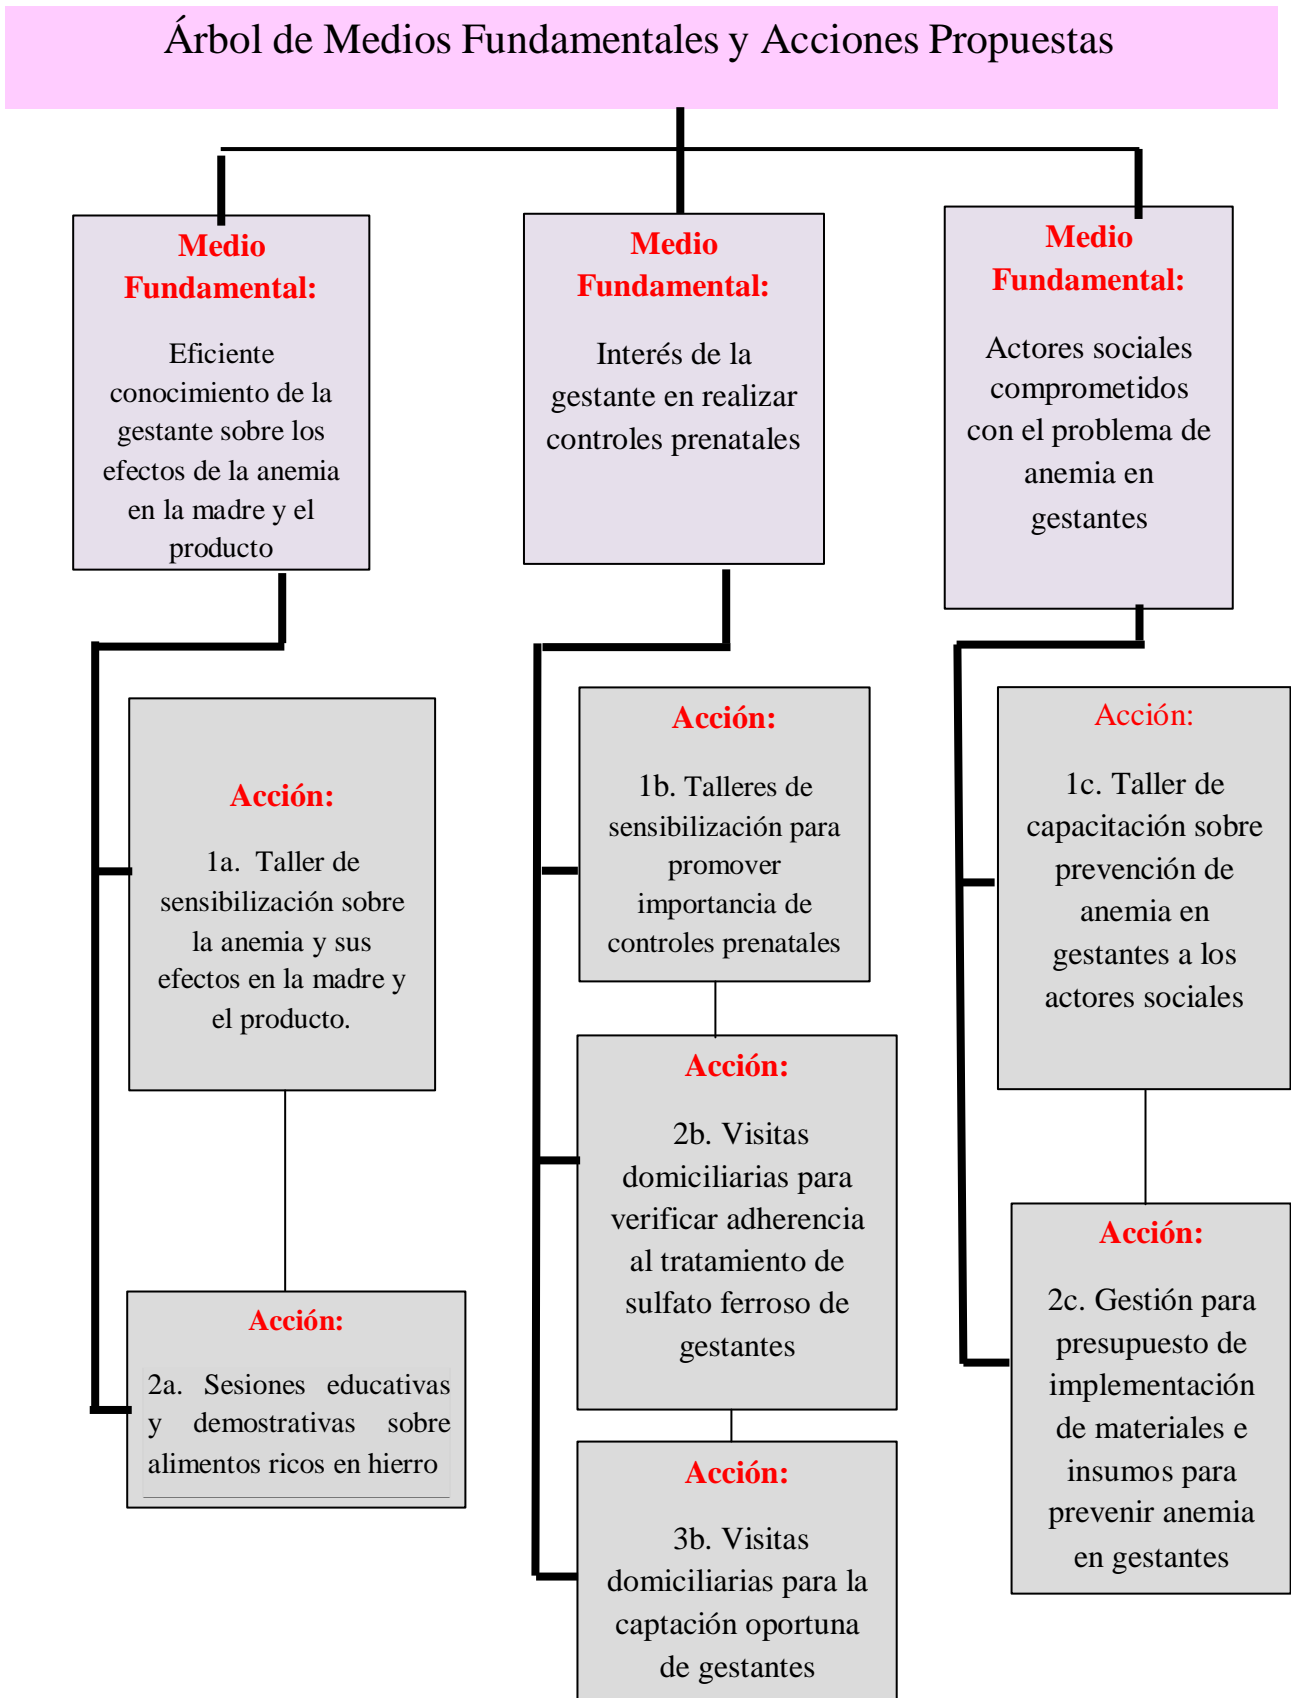 Árbol de Medios Fundamentales y Acciones Propuestas
Medio
Fundamental:
Eficiente
conocimiento de la
gestante sobre los
efectos de la anemia
en la madre y el
producto
Medio
Fundamental:
Interés de la
gestante en realizar
controles prenatales
Medio
Fundamental:
Actores sociales
comprometidos
con el problema de
anemia en
gestantes
Acción:
1a. Taller de
sensibilización sobre
la anemia y sus
efectos en la madre y
el producto.
Acción:
2a. Sesiones educativas
y demostrativas sobre
alimentos ricos en hierro
Acción:
1b. Talleres de
sensibilización para
promover
importancia de
controles prenatales
Acción:
2b. Visitas
domiciliarias para
verificar adherencia
al tratamiento de
sulfato ferroso de
gestantes
Acción:
3b. Visitas
domiciliarias para la
captación oportuna
de gestantes
Acción:
1c. Taller de
capacitación sobre
prevención de
anemia en
gestantes a los
actores sociales
Acción:
2c. Gestión para
presupuesto de
implementación
de materiales e
insumos para
prevenir anemia
en gestantes